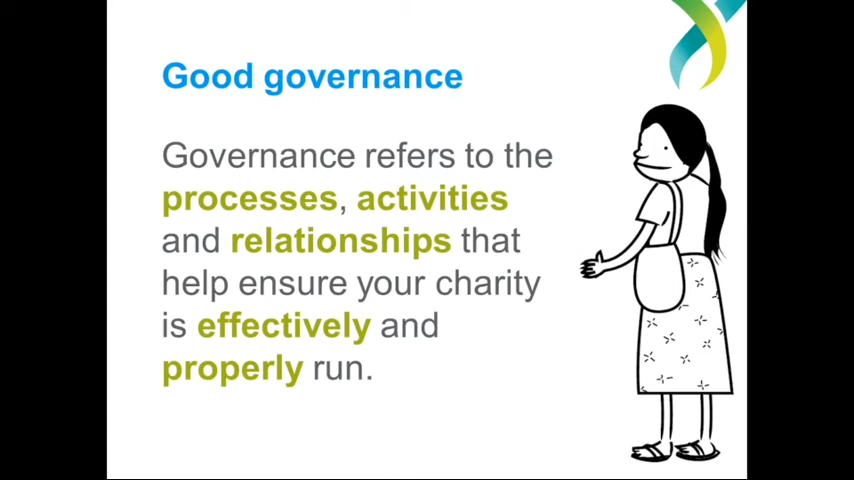 Good governance
Governance refers to the
processes, activities
and relationships that
help ensure your charity
is effectively and
properly run.